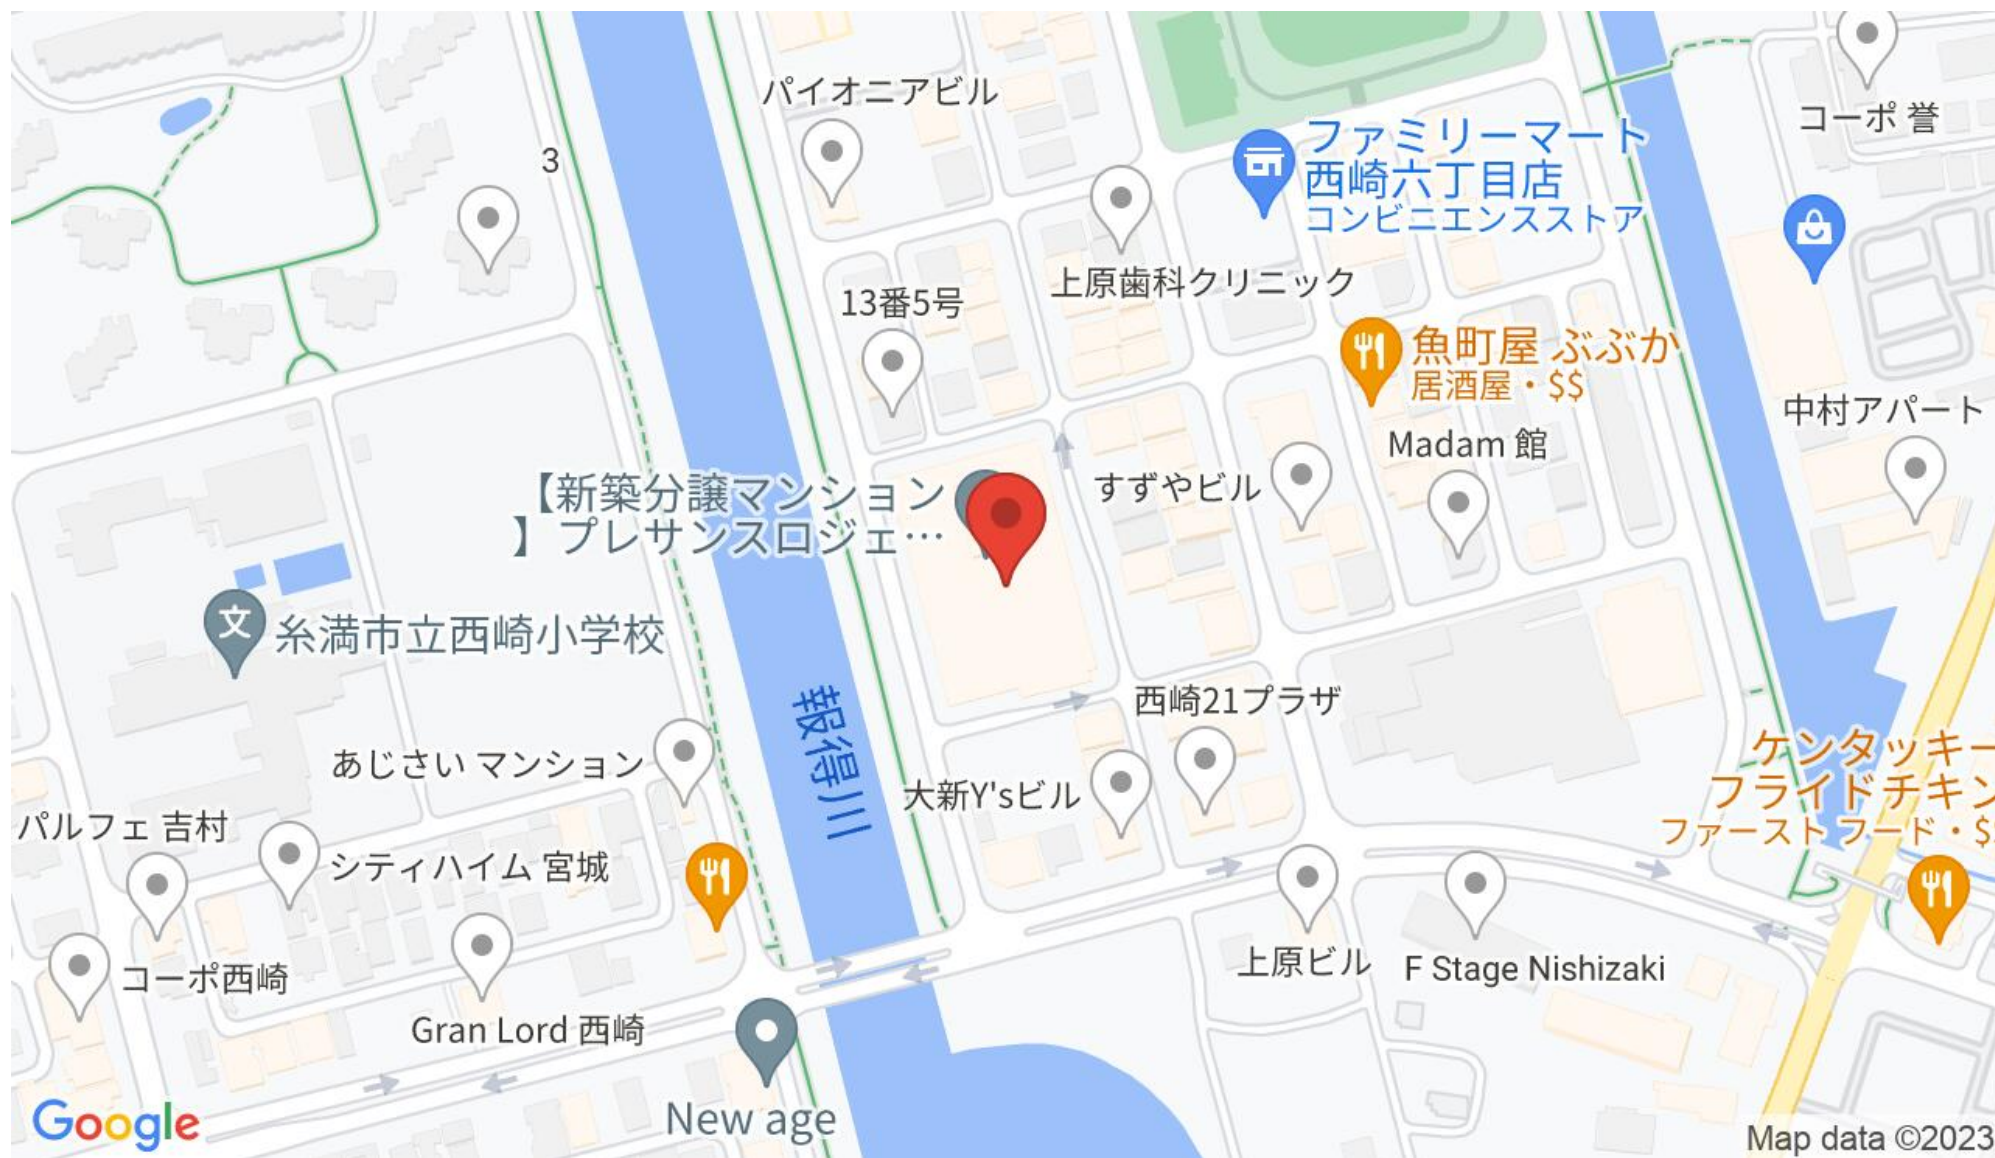 パイオニアビル
コーポ 誉
3
ファミリーマート
西崎六丁目店
コンビニエンスストア
上原歯科クリニック
13番5号
魚町屋 ぶぶか
居酒屋・$$
中村アパート
Madam 館
【新築分譲マンション
】プレサンスロジェ…
すずやビル
糸満市立西崎小学校
文
西崎21プラザ
報得川
あじさい マンション
大新Y'sビル
ケンタッキー
フライドチキン
ファースト フード・$
パルフェ 吉村
シティハイム 宮城
上原ビル
F Stage Nishizaki
コーポ西崎
Gran Lord 西崎
New age
Google
Map data ©2023